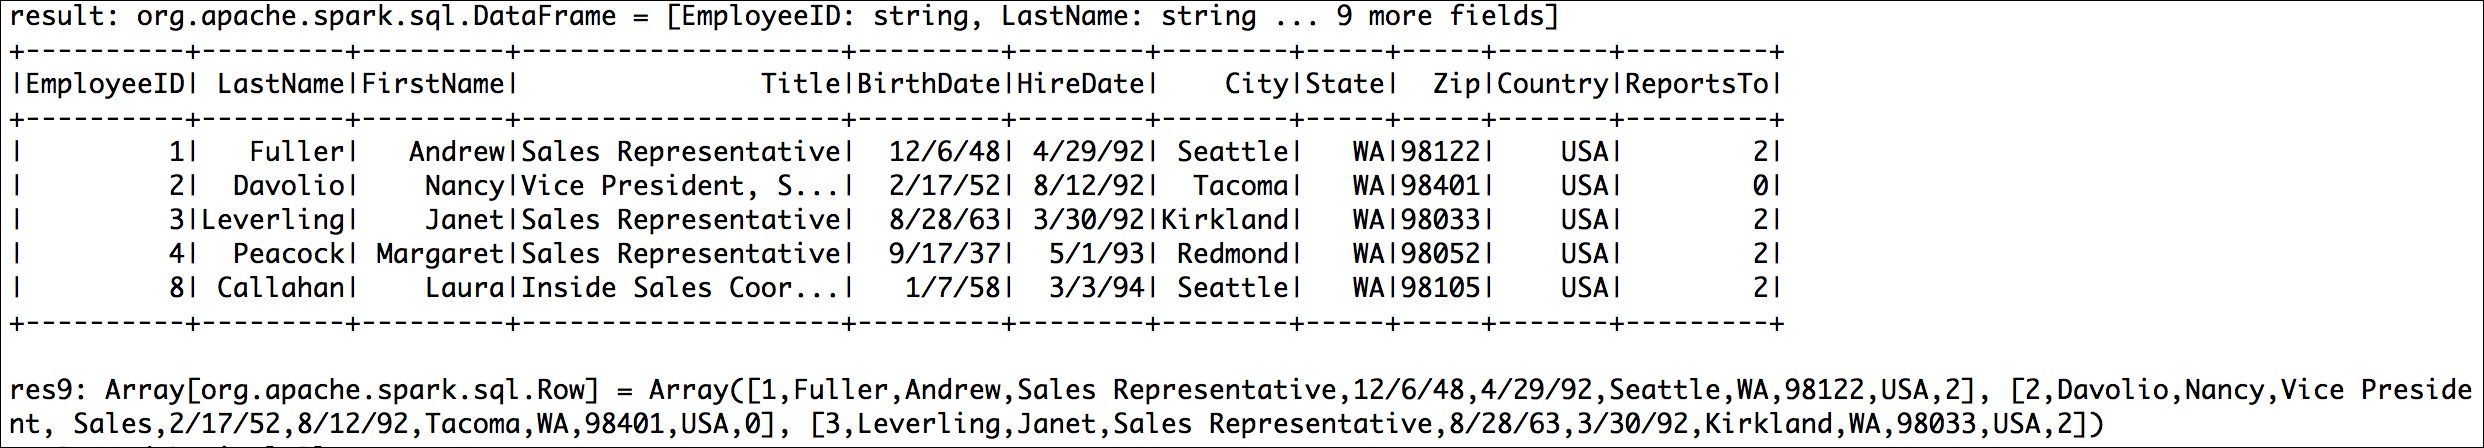 result: org.apache.spark.sql.DataFrame = [EmployeeID: string, LastName: string ... 9 more fields]
+----------+---------+---------+--------------------+---------+--------+--------+-----+-----+-------+---------+
|EmployeeID| LastName|FirstName|               Title|BirthDate|HireDate|    City|State|  Zip|Country|ReportsTo|
+----------+---------+---------+--------------------+---------+--------+--------+-----+-----+-------+---------+
|         1|   Fuller|   Andrew|Sales Representative|  12/6/48| 4/29/92| Seattle|   WA|98122|    USA|        2|
|         2|  Davolio|    Nancy|Vice President, S...|  2/17/52| 8/12/92|  Tacoma|   WA|98401|    USA|        0|
|         3|Leverling|    Janet|Sales Representative|  8/28/63| 3/30/92|Kirkland|   WA|98033|    USA|        2|
|         4|  Peacock| Margaret|Sales Representative|  9/17/37|  5/1/93| Redmond|   WA|98052|    USA|        2|
|         8| Callahan|    Laura|Inside Sales Coor...|   1/7/58|  3/3/94| Seattle|   WA|98105|    USA|        2|
+----------+---------+---------+--------------------+---------+--------+--------+-----+-----+-------+---------+
res9: Array[org.apache.spark.sql.Row] = Array([1,Fuller,Andrew,Sales Representative,12/6/48,4/29/92,Seattle,WA,98122,USA,2], [2,Davolio,Nancy,Vice Preside
nt, Sales,2/17/52,8/12/92,Tacoma,WA,98401,USA,0], [3,Leverling,Janet,Sales Representative,8/28/63,3/30/92,Kirkland,WA,98033,USA,2])